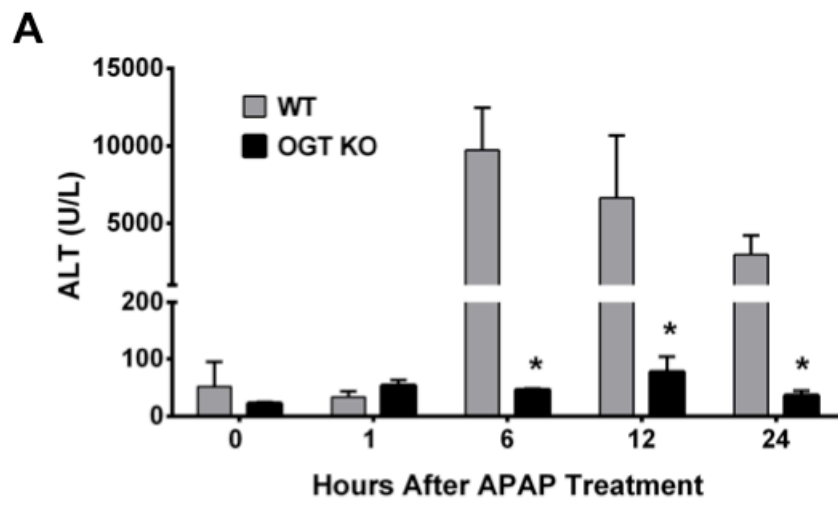 A
15000
10000
5000
200
100
0
ALT (U/L)
WT
OGT KO
*
*
*
0 1 6 12 24
Hours After APAP Treatment